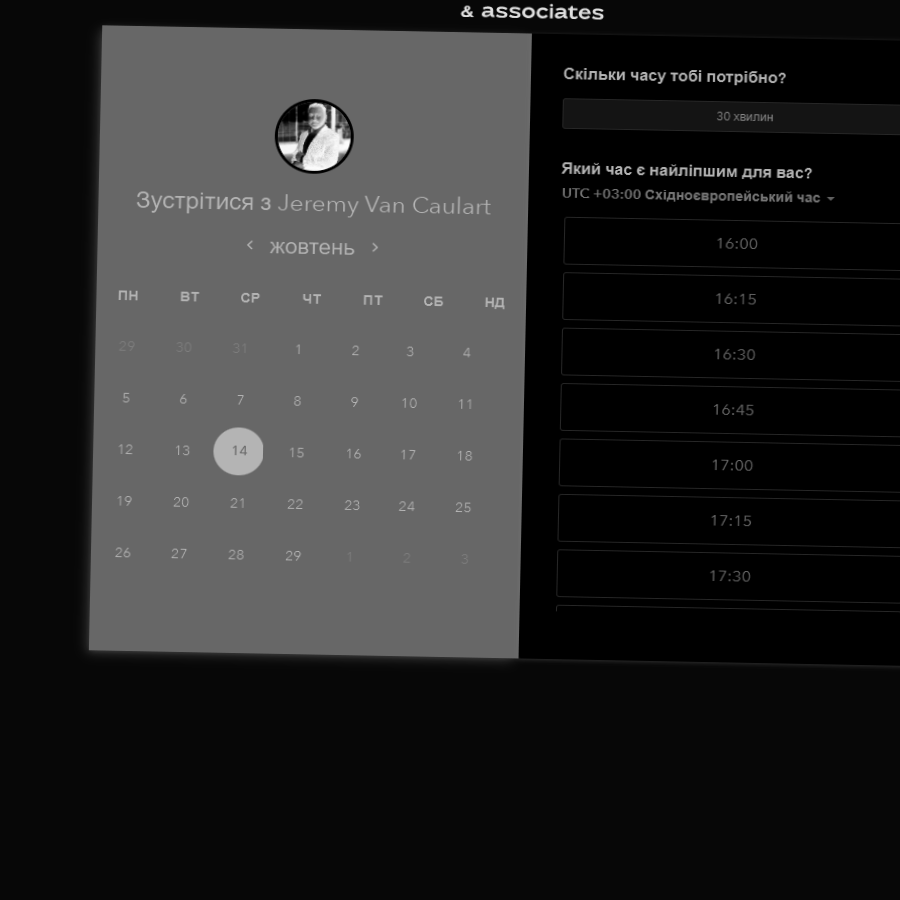 & associates
Зустрітися з Jeremy Van Caulart
‹ жовтень ›
ПН ВТ СР ЧТ ПТ СБ НД
29 30 31 1 2 3 4
5 6 7 8 9 10 11
12 13 14 15 16 17 18
19 20 21 22 23 24 25
26 27 28 29 1 2 3
Скільки часу тобі потрібно?
30 хвилин
Який час є найліпшим для вас?
UTC +03:00 Східноєвропейський час
16:00
16:15
16:30
16:45
17:00
17:15
17:30